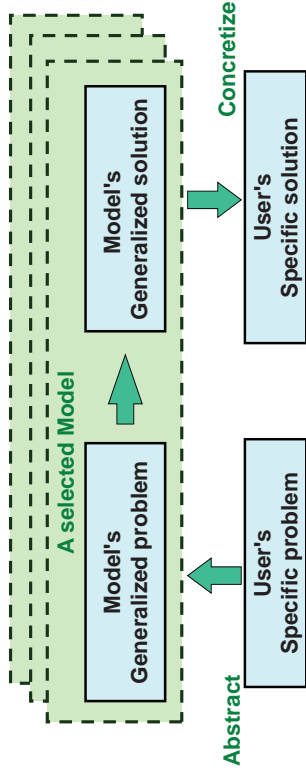 A selected Model
Model's
Generalized problem
Model's
Generalized solution
Abstract
User's
Specific problem
User's
Specific solution
Concretize